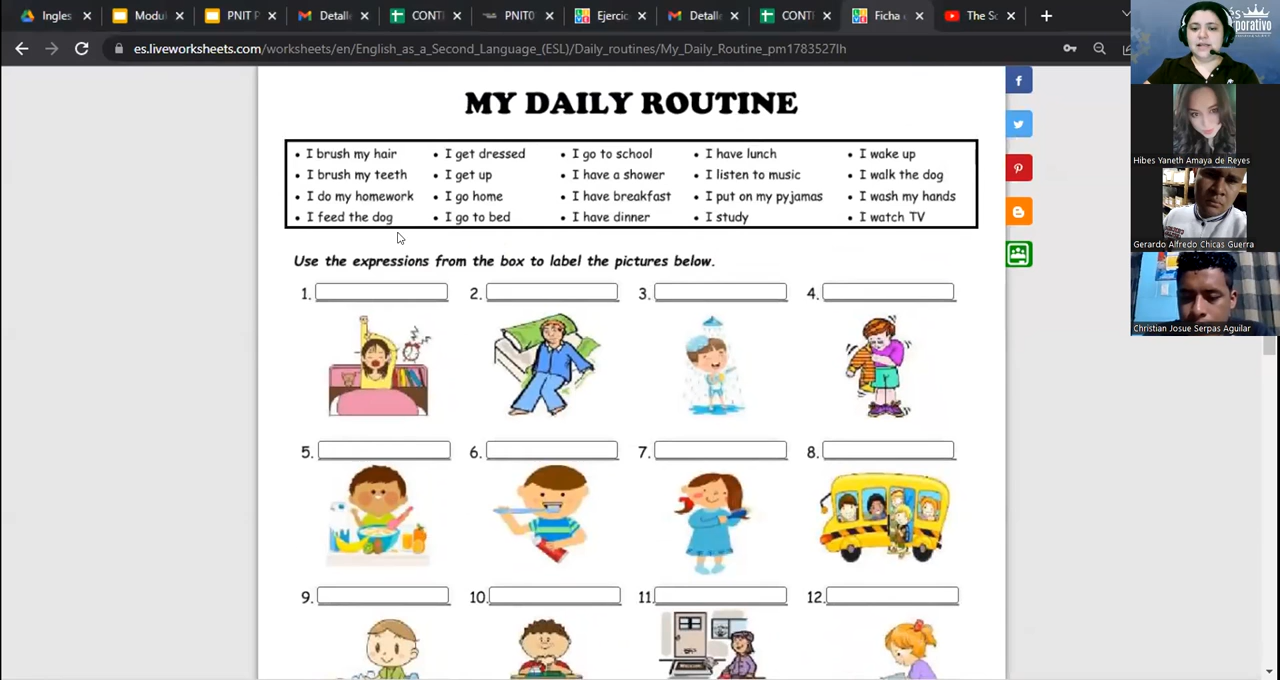 Ingles
Modul
PNIT P
Detalle
CONT
PNIT0
Ejercic
Detalle
CONT
Ficha
The Sc
es.liveworksheets.com/worksheets/en/English_as_a_Second_Language_(ESL)/Daily_routines/My_Daily_Routine_pm1783527lh
MY DAILY ROUTINE
• I brush my hair • I get dressed • I go to school • I have lunch • I wake up
• I brush my teeth • I get up • I have a shower • I listen to music • I walk the dog
• I do my homework • I go home • I have breakfast • I put on my pyjamas • I wash my hands
• I feed the dog • I go to bed • I have dinner • I study • I watch TV
Use the expressions from the box to label the pictures below.
1. 2. 3. 4.
5. 6. 7. 8.
9. 10. 11. 12.
Hibes Yaneth Amaya de Reyes
Gerardo Alfredo Chicas Guerra
Christian Josue Serpas Aguilar